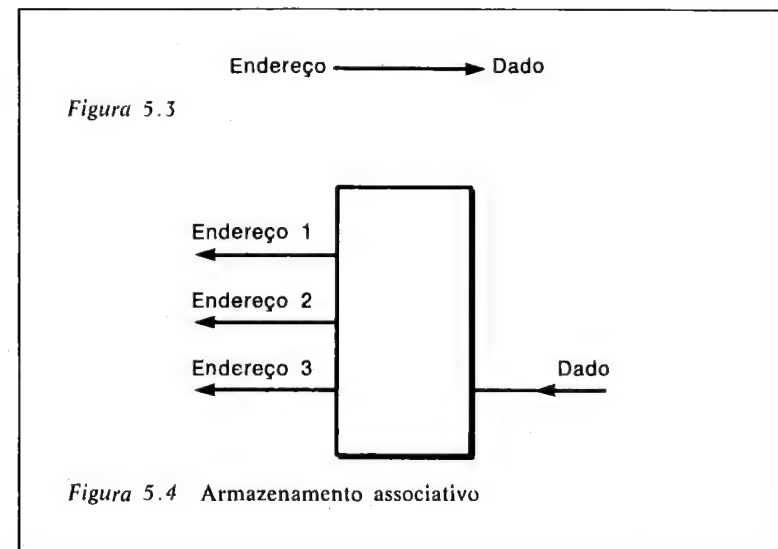 Endereço Dado
Figura 5.3
Endereço 1
Endereço 2
Endereço 3 Dado
Figura 5.4 Armazenamento associativo